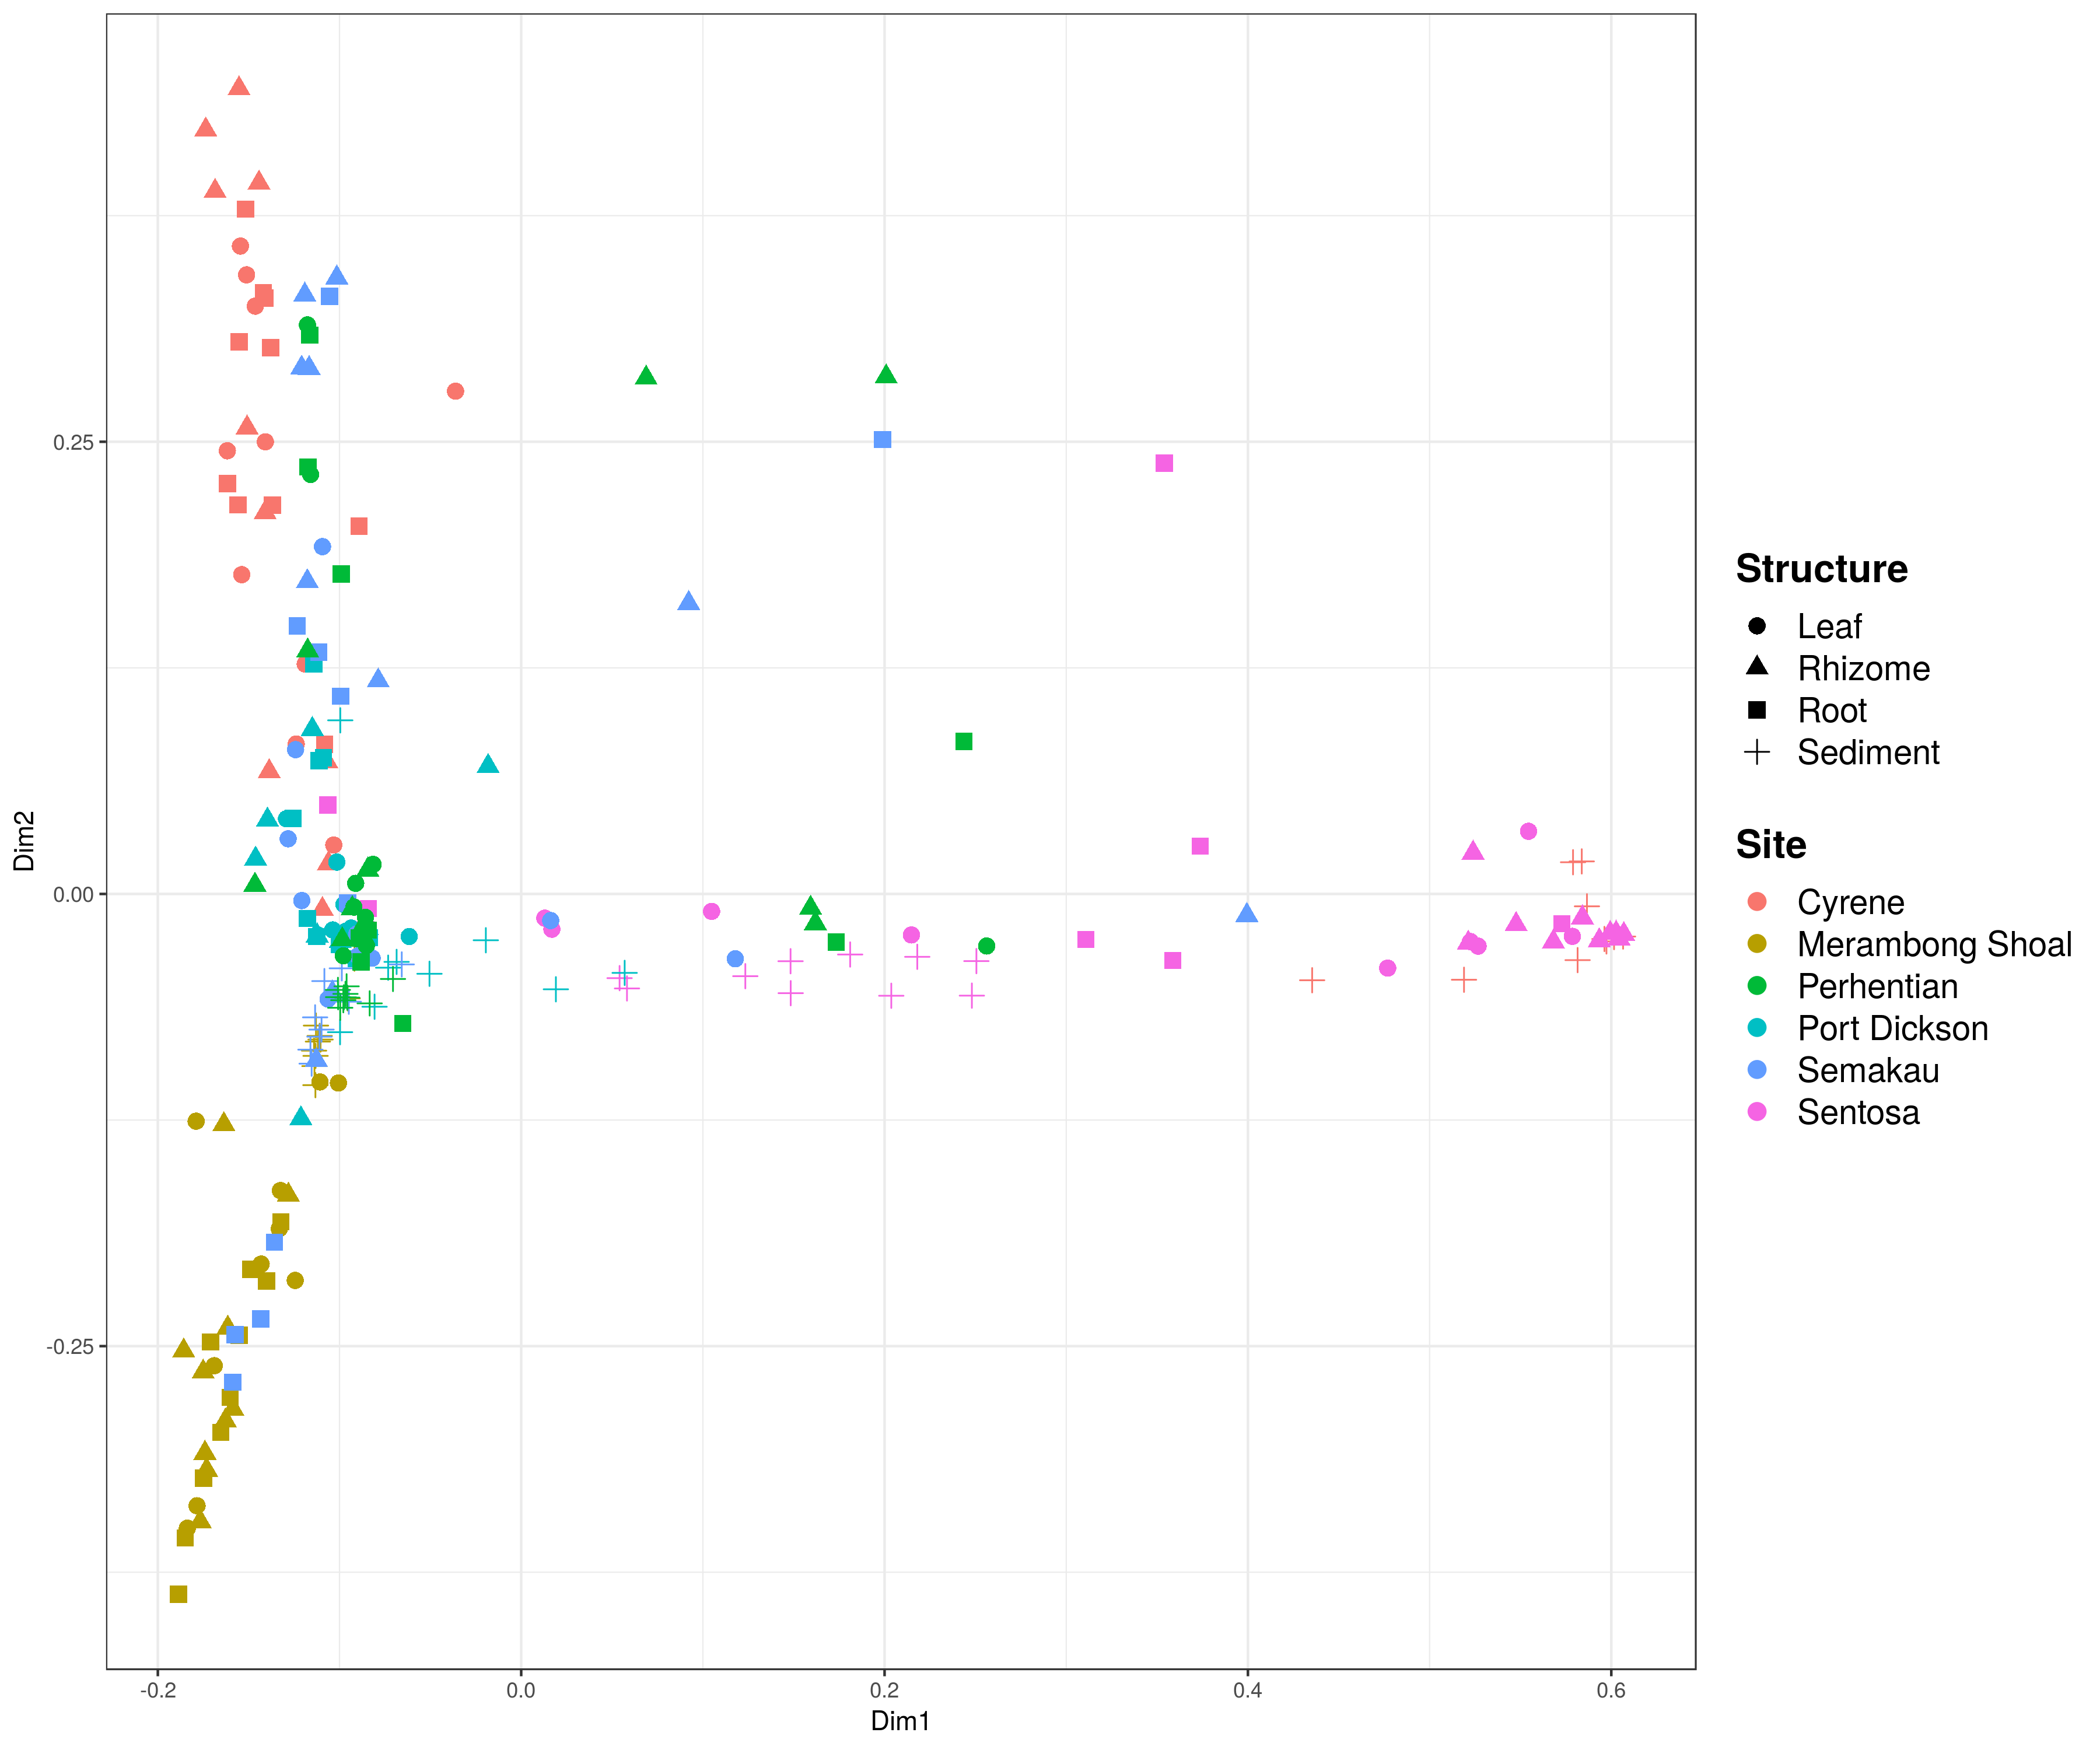 0.25
0.00
-0.25
Dim2
-0.2
0.0
0.2
0.4
0.6
Dim1
Structure
Leaf
Rhizome
Root
Sediment
Site
Cyrene
Merambong Shoal
Perhentian
Port Dickson
Semakau
Sentosa